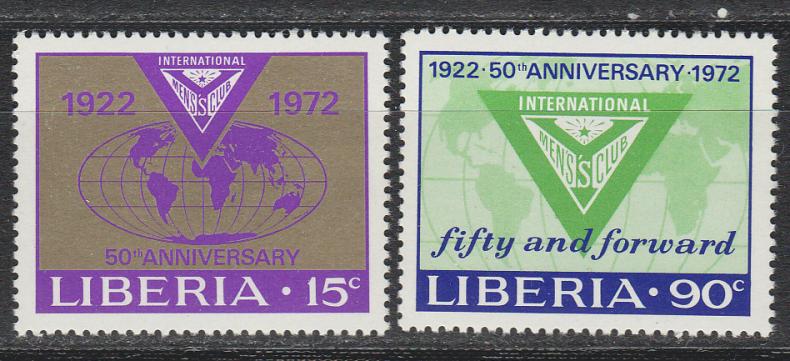 INTERNATIONAL
MEN'S'S CLUB
1922 1972
50th ANNIVERSARY
LIBERIA · 15c
1922 · 50th ANNIVERSARY · 1972
INTERNATIONAL
MEN'S'S CLUB
fifty and forward
LIBERIA · 90c